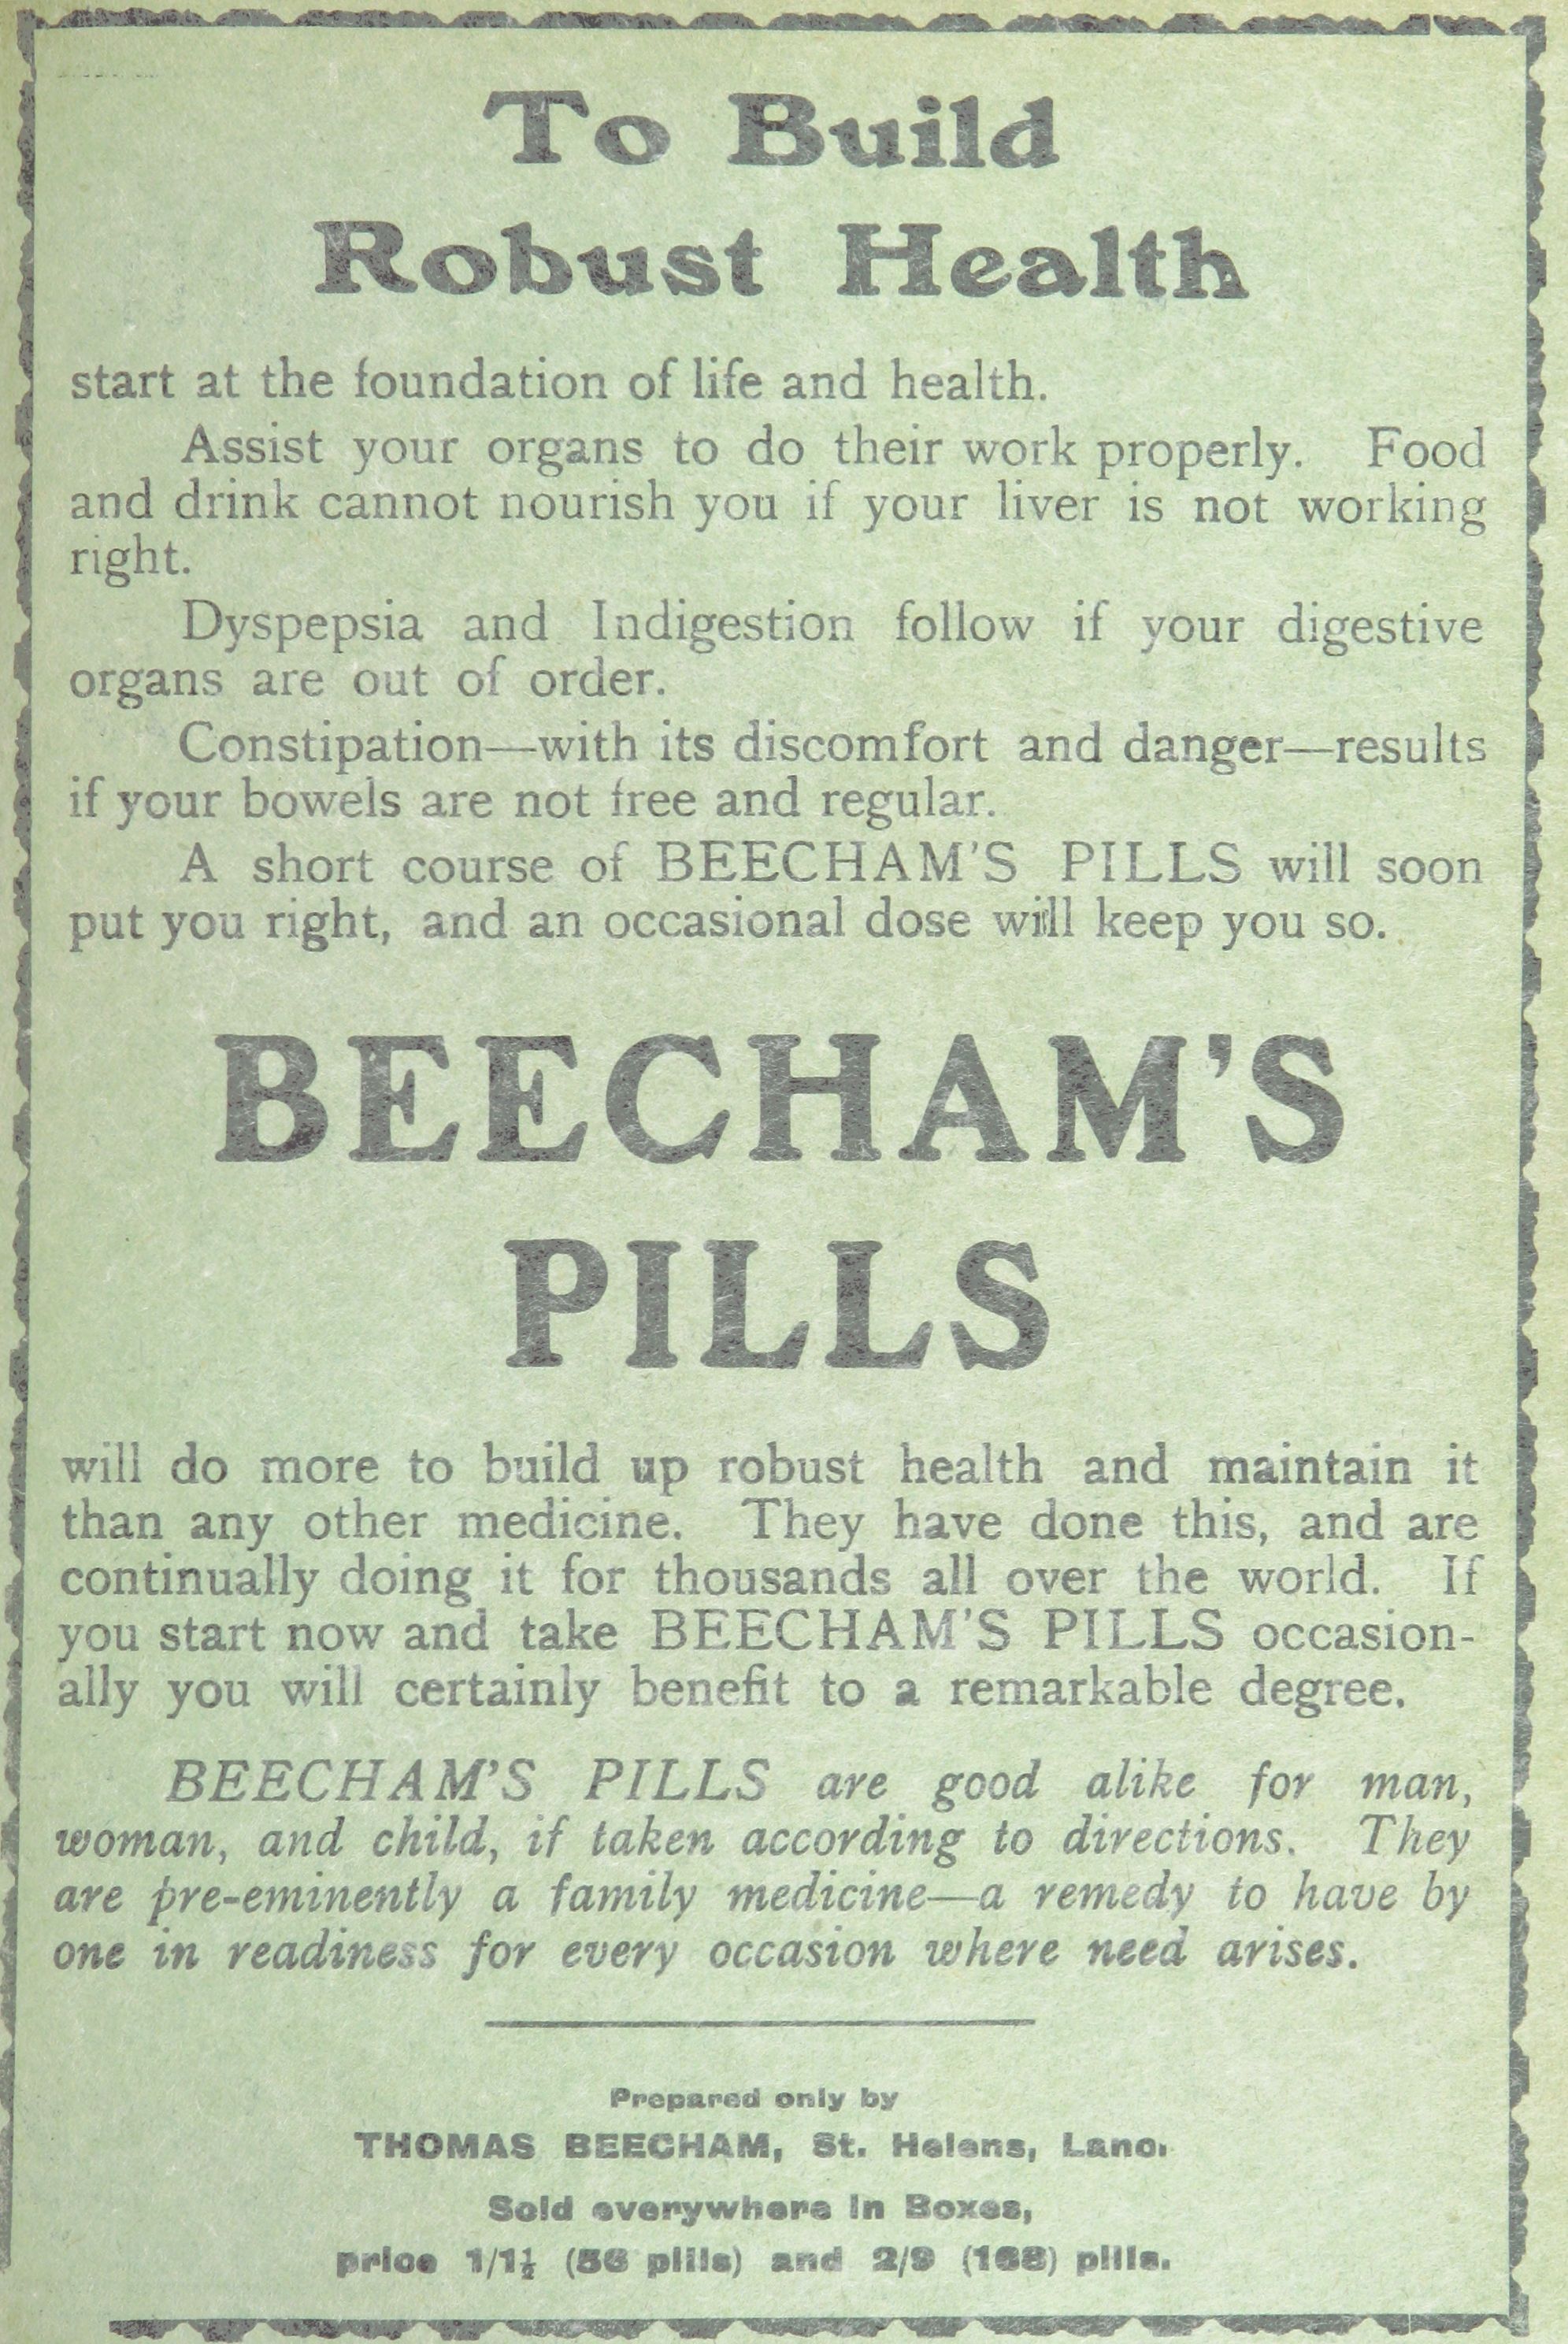 To Build
Robust Health
start at the foundation of life and health.
Assist your organs to do their work properly. Food
and drink cannot nourish you if your liver is not working
right.
Dyspepsia and Indigestion follow if your digestive
organs are out of order.
Constipation—with its discomfort and danger—results
if your bowels are not free and regular.
A short course of BEECHAM'S PILLS will soon
put you right, and an occasional dose will keep you so.
BEECHAM'S
PILLS
will do more to build up robust health and maintain it
than any other medicine. They have done this, and are
continually doing it for thousands all over the world. If
you start now and take BEECHAM'S PILLS occasion-
ally you will certainly benefit to a remarkable degree.
BEECHAM'S PILLS are good alike for man,
woman, and child, if taken according to directions. They
are pre-eminently a family medicine—a remedy to have by
one in readiness for every occasion where need arises.
Prepared only by
THOMAS BEECHAM, St. Helens, Lanc.
Sold everywhere in Boxes,
price 1/1½ (56 pills) and 2/9 (168) pills.